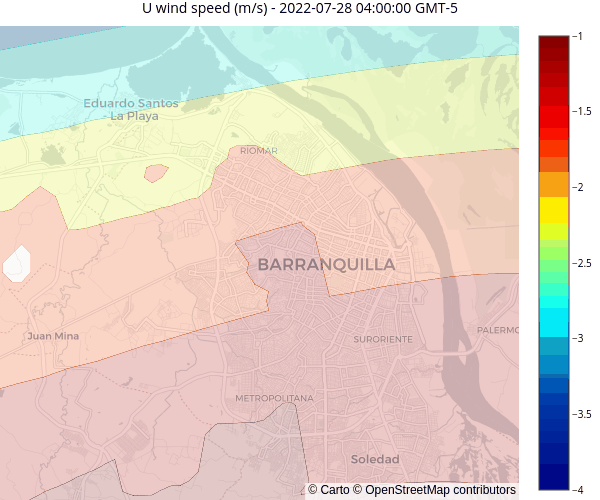 U wind speed (m/s) - 2022-07-28 04:00:00 GMT-5
Eduardo Santos
- La Playa
RIOMAR
BARRANQUILLA
Juan Mina
SURORIENTE
PALERMO
METROPOLITANA
Soledad
© Carto © OpenStreetMap contributors
−1
−1.5
−2
−2.5
−3
−3.5
−4